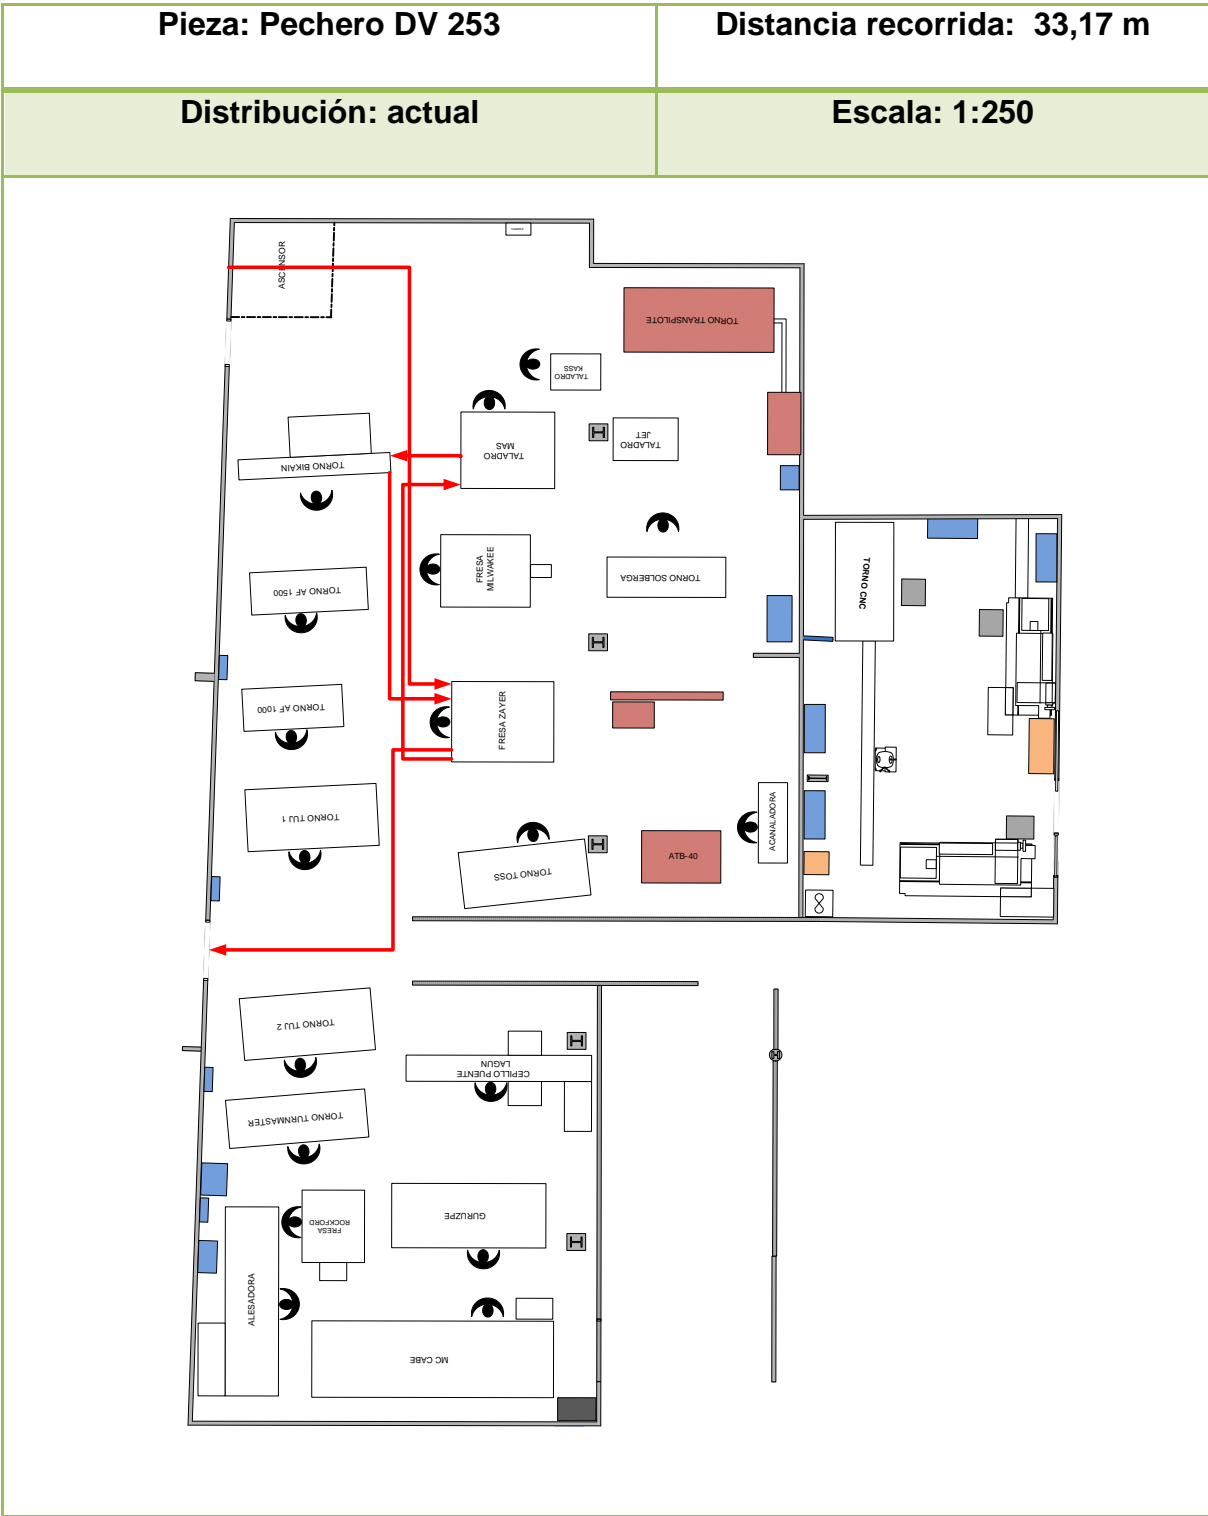 Pieza: Pechero DV 253
Distancia recorrida: 33,17 m
Distribución: actual
Escala: 1:250
ASCENSOR
TORNO TRANSPILOTE
TALADRO
KASS
TALADRO
MAS
TALADRO
JET
TORNO BIKAIN
FRESA
MILWAKEE
TORNO SOLBERGA
TORNO CNC
TORNO AF 1500
TORNO AF 1000
FRESA ZAYER
TORNO TUJ 1
ACANALADORA
TORNO TOSS
ATB-40
TORNO TUJ 2
CEPILLO PUENTE
LAGUN
TORNO TURNMASTER
FRESA
ROCKFORD
GURUZPE
ALESADORA
MC CABE